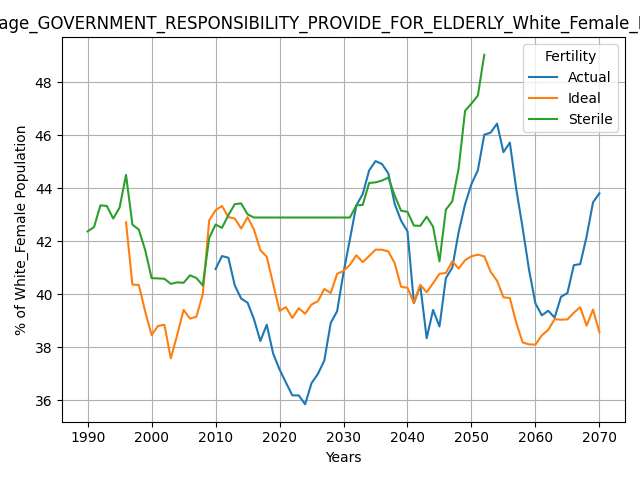 age_GOVERNMENT_RESPONSIBILITY_PROVIDE_FOR_ELDERLY_White_Female_
Fertility
Actual
Ideal
Sterile
% of White_Female Population
48
46
44
42
40
38
36
1990 2000 2010 2020 2030 2040 2050 2060 2070
Years